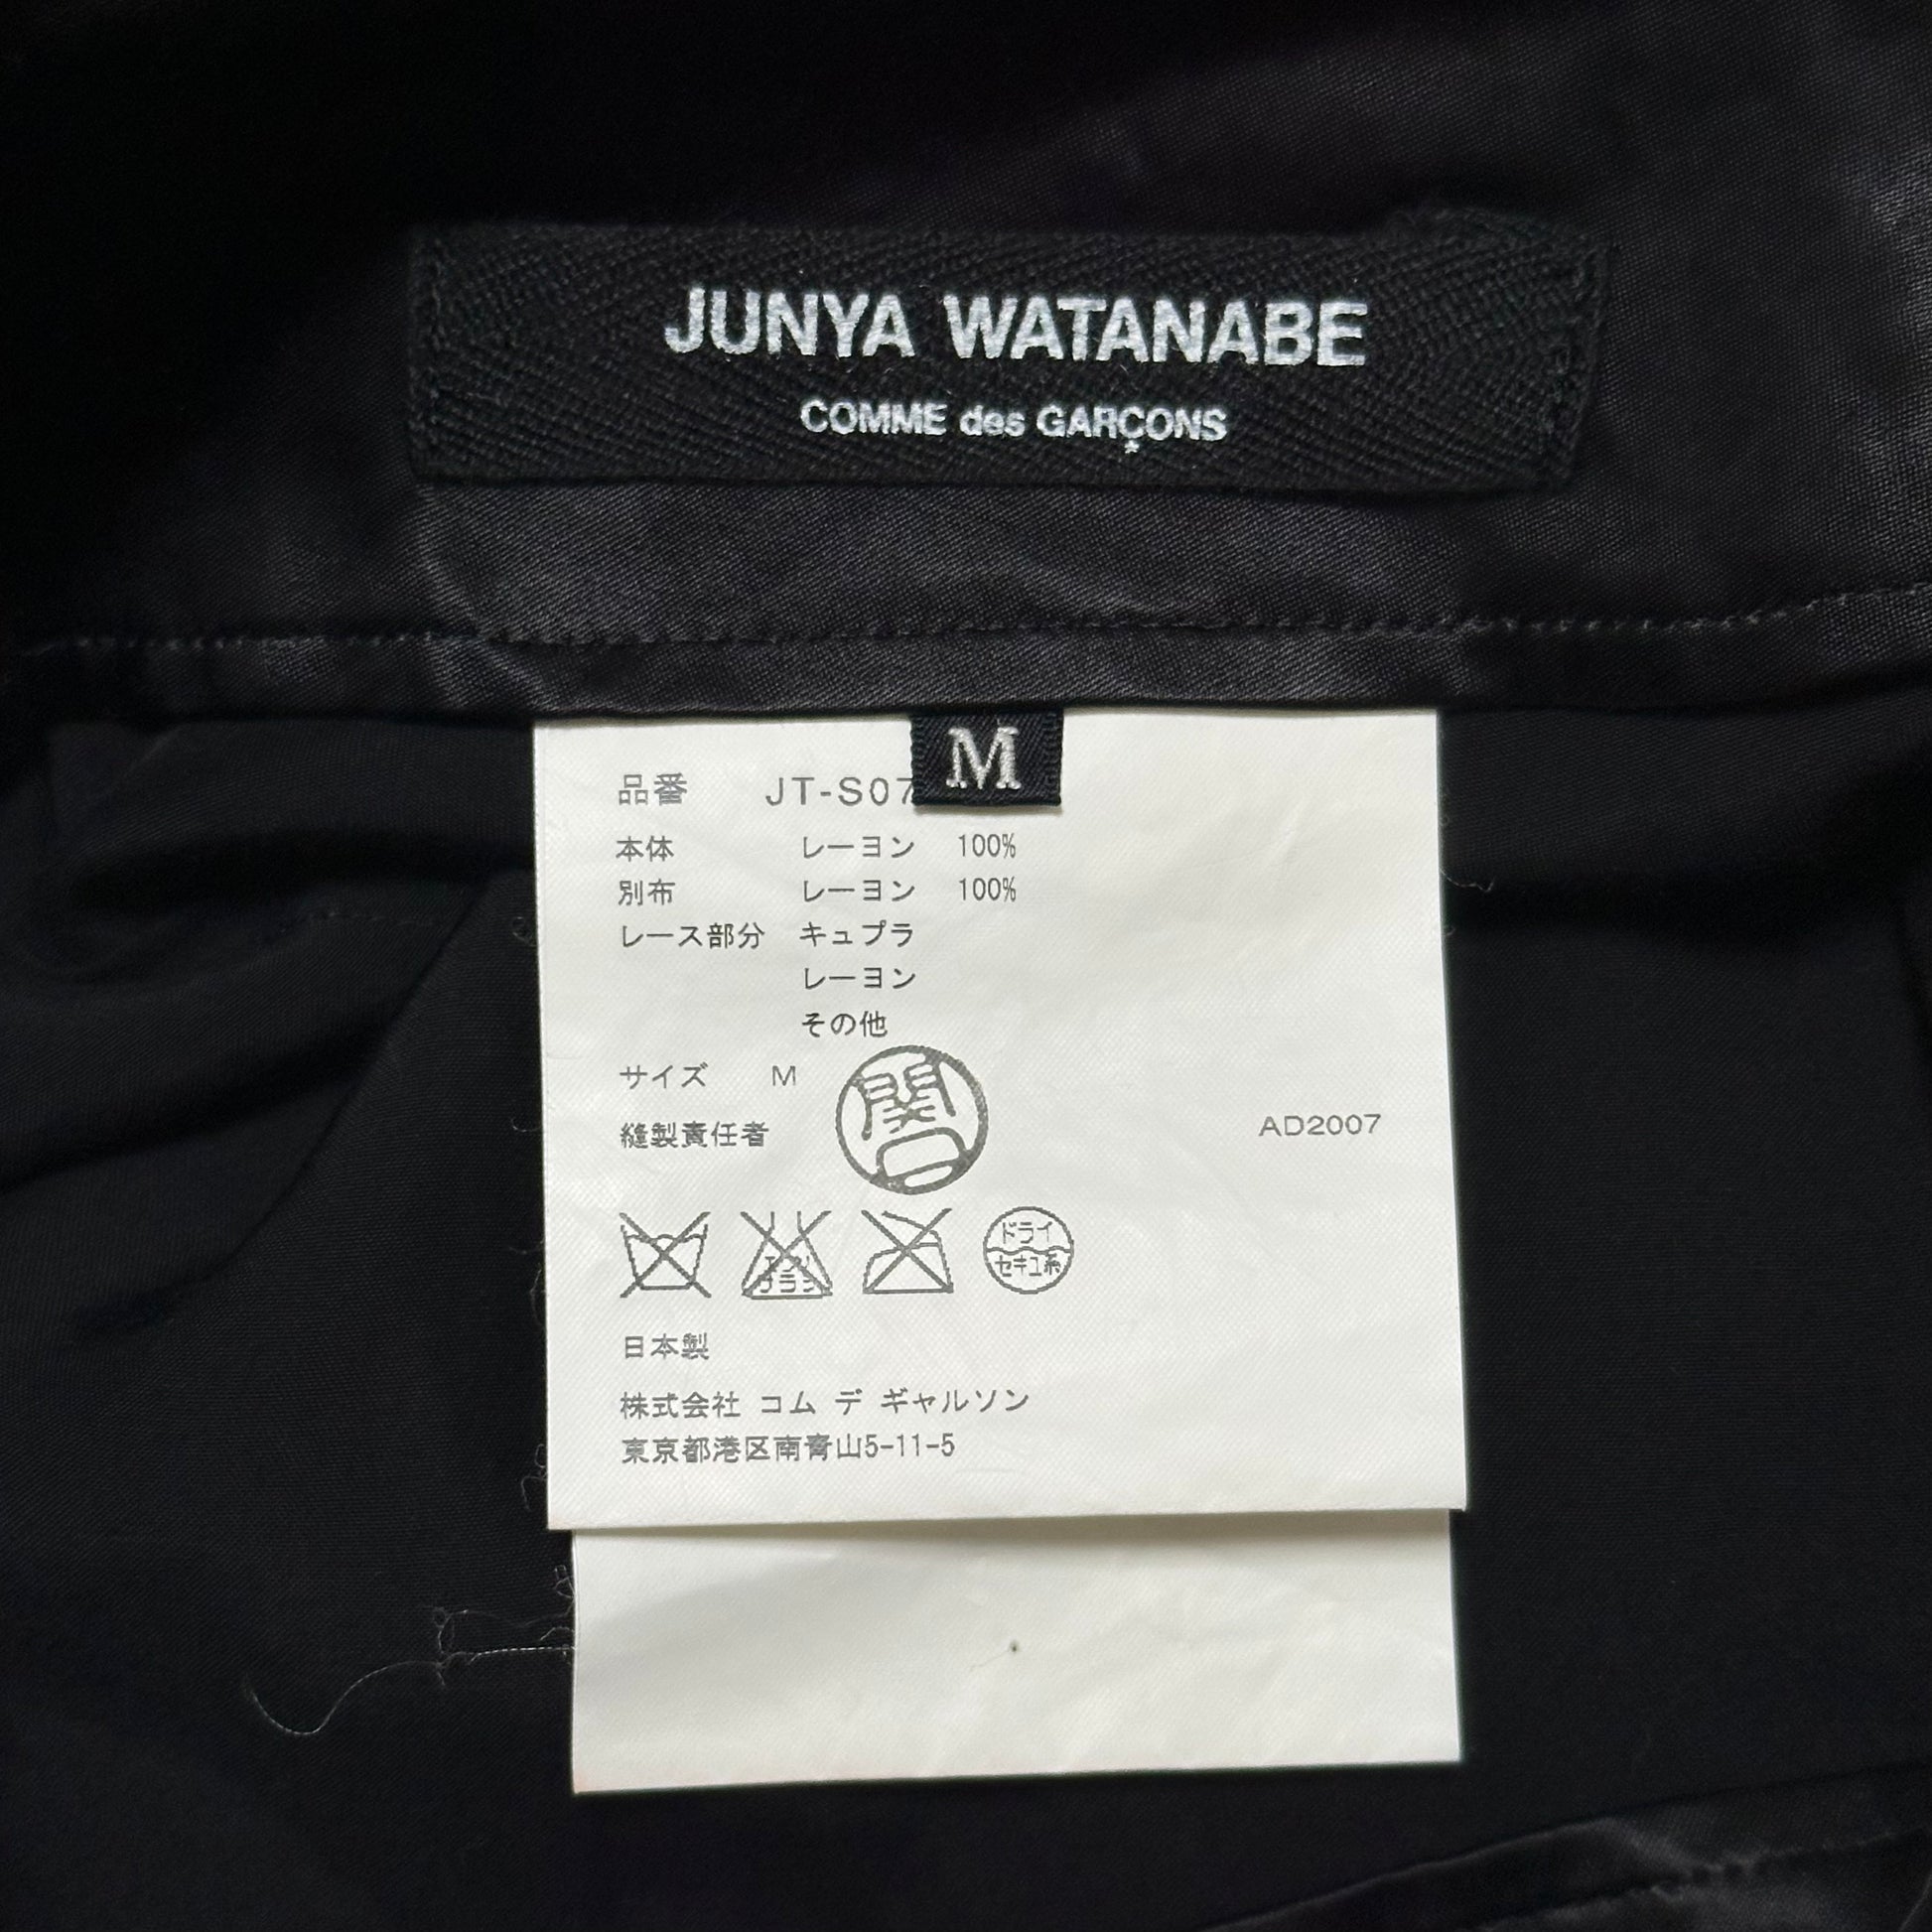 JUNYA WATANABE
COMME des GARÇONS
M
品番 JT-S07
本体 レーヨン 100%
別布 レーヨン 100%
レース部分 キュプラ
レーヨン
その他
サイズ M
縫製責任者 関口
AD2007
ドライ
セキユ系
日本製
株式会社 コム デ ギャルソン
東京都港区南青山5-11-5